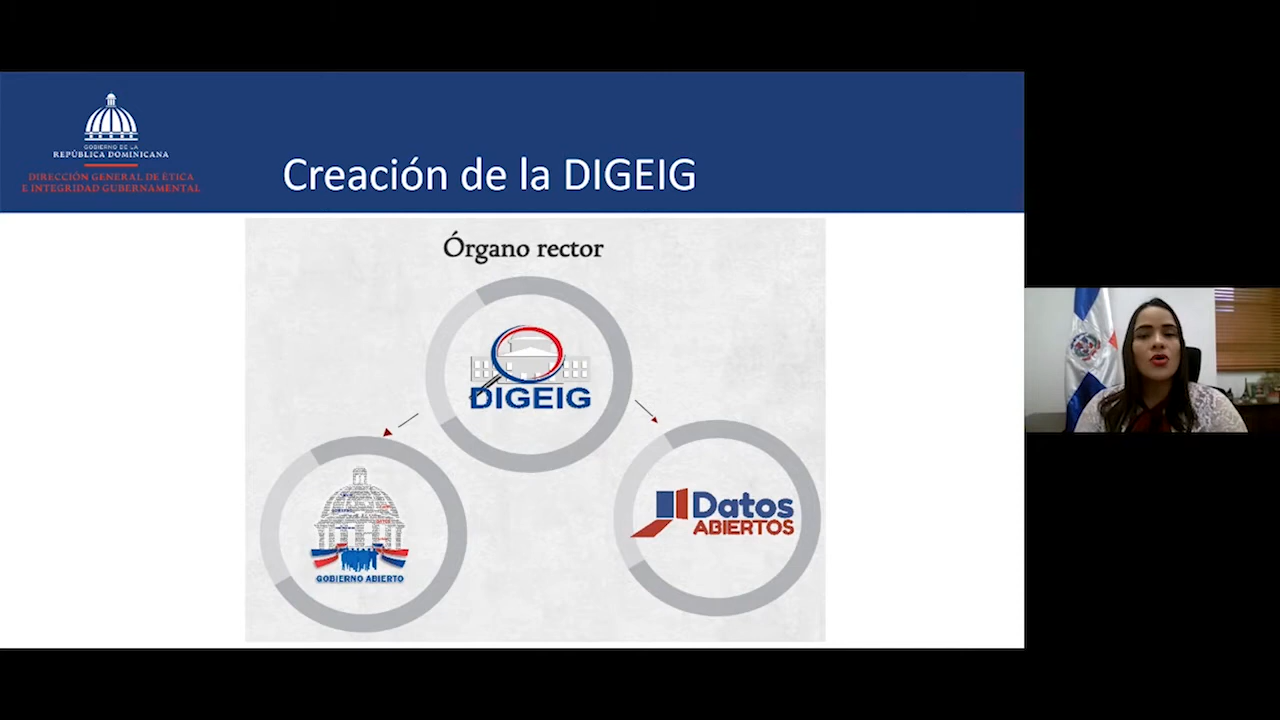 GOBIERNO DE LA
REPÚBLICA DOMINICANA
DIRECCIÓN GENERAL DE ÉTICA
E INTEGRIDAD GUBERNAMENTAL
Creación de la DIGEIG
Órgano rector
DIGEIG
GOBIERNO ABIERTO
Datos
ABIERTOS